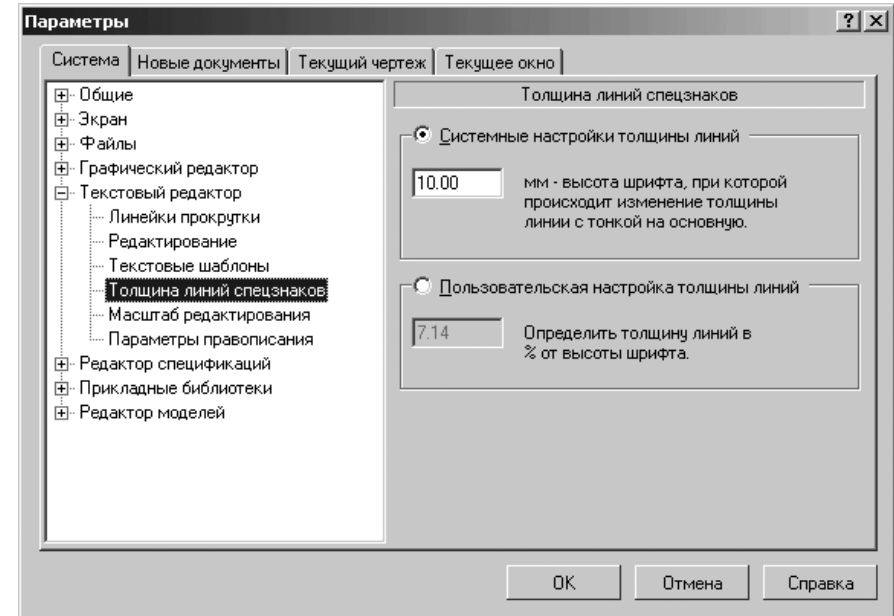 Параметры
Система Новые документы Текущий чертеж Текущее окно
Общие
Экран
Файлы
Графический редактор
Текстовый редактор
Линейки прокрутки
Редактирование
Текстовые шаблоны
Толщина линий спецзнаков
Масштаб редактирования
Параметры правописания
Редактор спецификаций
Прикладные библиотеки
Редактор моделей
Толщина линий спецзнаков
Системные настройки толщины линий
10.00
мм - высота шрифта, при которой
происходит изменение толщины
линии с тонкой на основную.
Пользовательская настройка толщины линий
7.14
Определить толщину линий в
% от высоты шрифта.
OK Отмена Справка